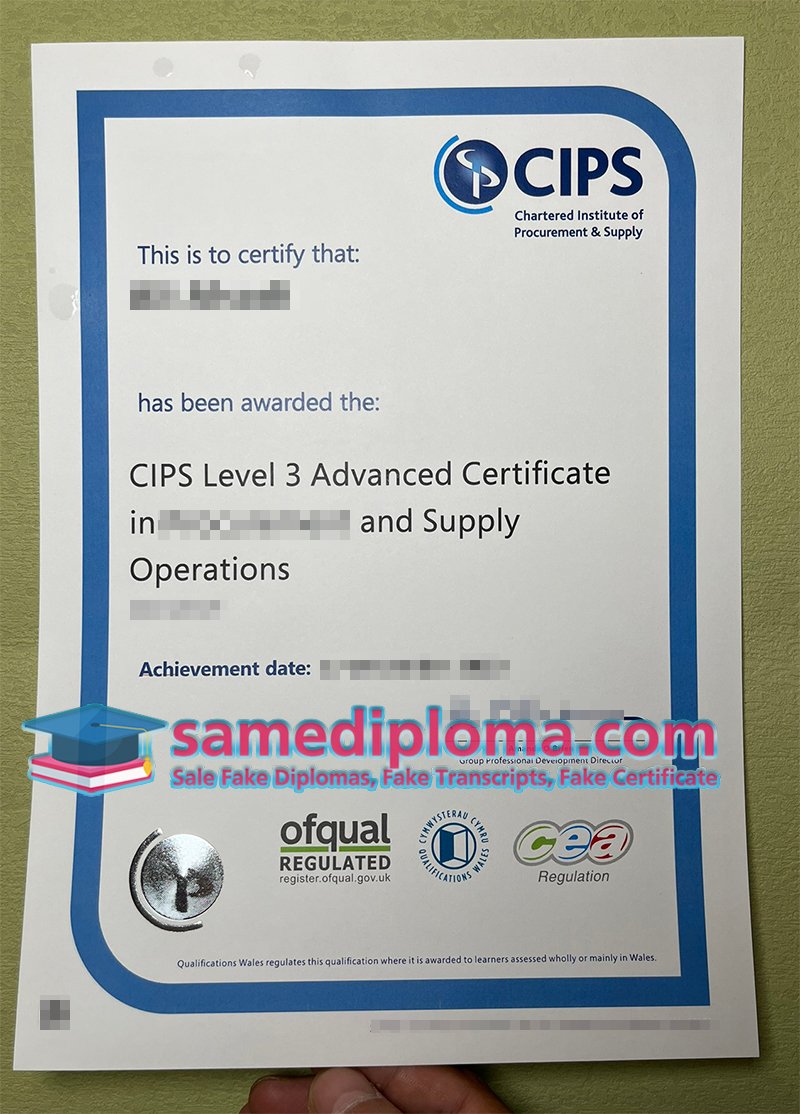 CIPS
Chartered Institute of
Procurement & Supply
This is to certify that:
has been awarded the:
CIPS Level 3 Advanced Certificate
in and Supply
Operations
Achievement date:
samediploma.com
Sale Fake Diplomas, Fake Transcripts, Fake Certificate
Group Professional Development Director
ofqual
REGULATED
register.ofqual.gov.uk
CYMWYSTERAU CYMRU
QUALIFICATIONS WALES
cea
Regulation
Qualifications Wales regulates this qualification where it is awarded to learners assessed wholly or mainly in Wales.